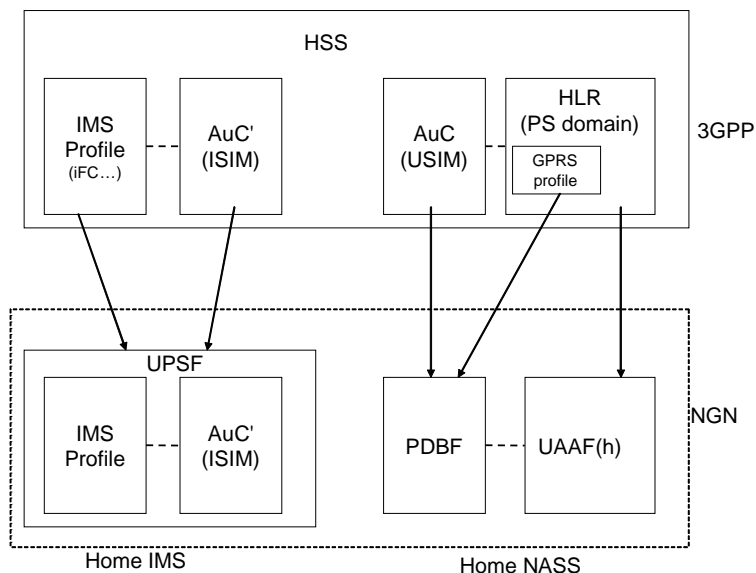 HSS
IMS
Profile
(iFC...)
AuC'
(ISIM)
AuC
(USIM)
HLR
(PS domain)
GPRS
profile
3GPP
UPSF
IMS
Profile
AuC'
(ISIM)
PDBF
UAAF(h)
NGN
Home IMS
Home NASS